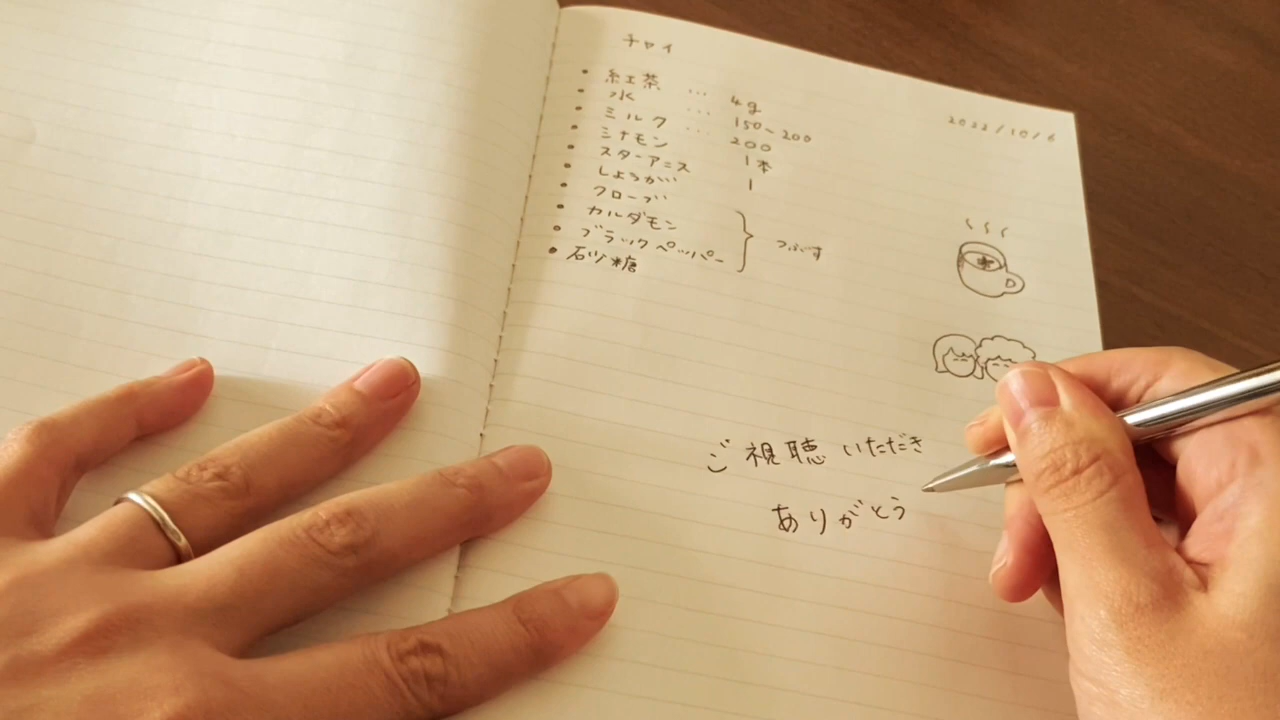 チャイ
2022/10/6
• 紅茶 ... 4g
• 水 ... 150~200
• ミルク ... 200
• シナモン 1本
• スターアニス 1
• しょうが
• クローブ
• カルダモン
• ブラックペッパー } つぶす
• 砂糖
ご視聴いただき
ありがとう